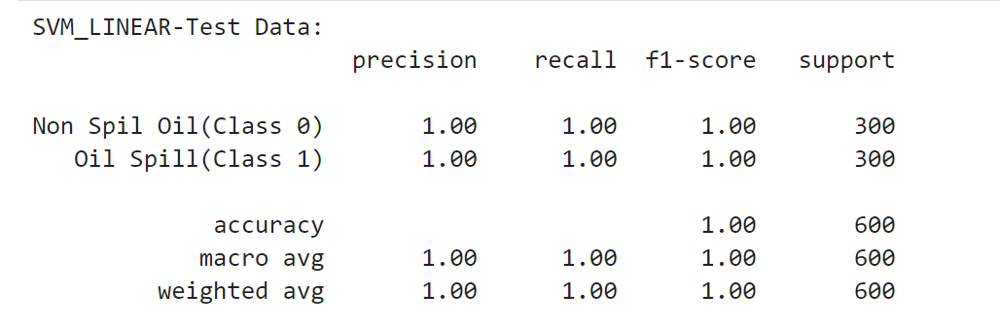 SVM_LINEAR-Test Data:
precision recall f1-score support
Non Spil Oil(Class 0) 1.00 1.00 1.00 300
Oil Spill(Class 1) 1.00 1.00 1.00 300
accuracy 1.00 600
macro avg 1.00 1.00 1.00 600
weighted avg 1.00 1.00 1.00 600